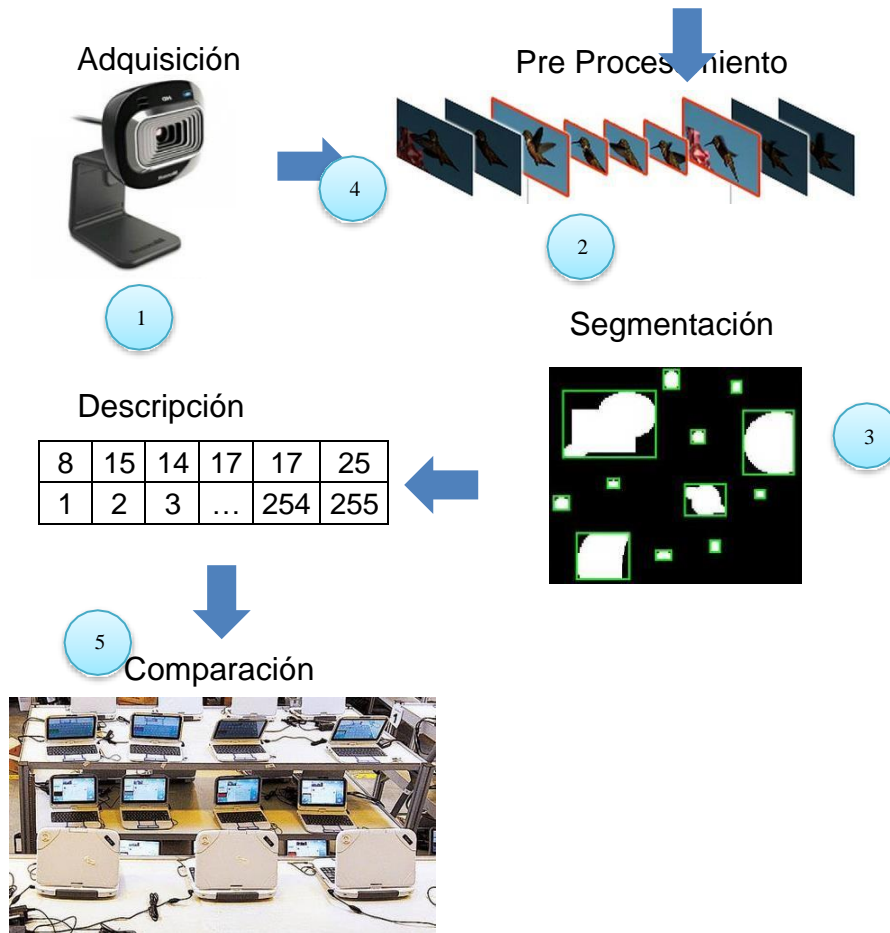 Adquisición
Pre Procesamiento
4
2
1
Segmentación
3
Descripción
8 15 14 17 17 25
1 2 3 … 254 255
5
Comparación